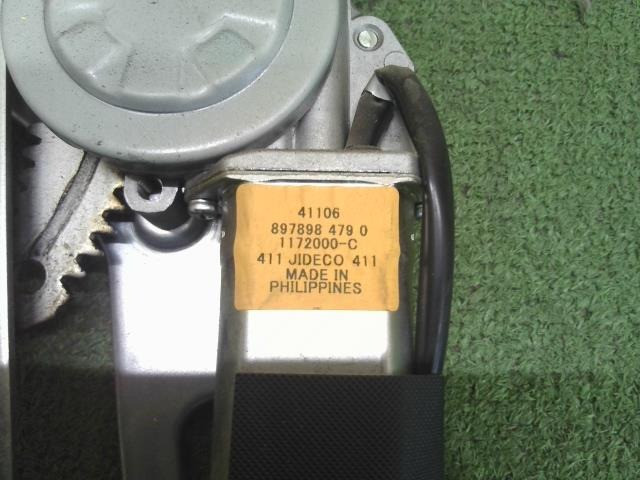 41106
897898 479 0
1172000-C
411 JIDECO 411
MADE IN
PHILIPPINES